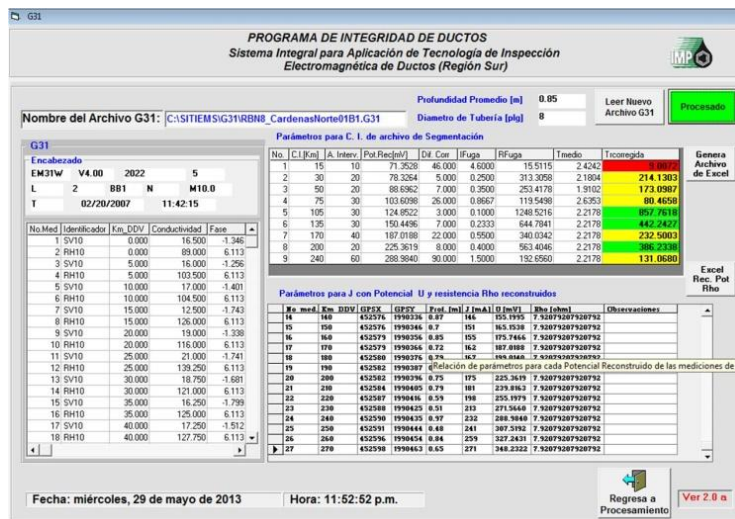 G31
PROGRAMA DE INTEGRIDAD DE DUCTOS
Sistema Integral para Aplicación de Tecnología de Inspección
Electromagnética de Ductos (Región Sur)
IMP
Profundidad Promedio [m] 0.85
Diametro de Tubería [plg] 8
Leer Nuevo
Archivo G31
Procesado
Nombre del Archivo G31: C:\SITIEMS\G31\RBN8_CardenasNorte01B1.G31
G31
Encabezado
EM31W V4.00 2022 5
L 2 BB1 N M10.0
T 02/20/2007 11:42:15
No.Med Identificador Km_DDV Conductividad Fase
1 SV10 0.000 16.500 -1.346
2 RH10 0.000 89.000 6.113
3 SV10 5.000 16.000 -1.256
4 RH10 5.000 103.500 6.113
5 SV10 10.000 17.000 -1.401
6 RH10 10.000 104.500 6.113
7 SV10 15.000 12.500 -1.743
8 RH10 15.000 126.000 6.113
9 SV10 20.000 19.000 -1.338
10 RH10 20.000 116.000 6.113
11 SV10 25.000 21.000 -1.741
12 RH10 25.000 139.250 6.113
13 SV10 30.000 18.750 -1.681
14 RH10 30.000 121.000 6.113
15 SV10 35.000 16.250 -1.799
16 RH10 35.000 125.000 6.113
17 SV10 40.000 17.250 -1.512
18 RH10 40.000 127.750 6.113
Parámetros para C. I. de archivo de Segmentación
No. C.I.[Km] A. Interv. Pot.Rec[mV] Dif. Corr IFuga RFuga Tmedio Tcorregida
1 15 10 71.3528 46.000 4.6000 15.5115 2.4242 9.0072
2 30 20 78.3264 5.000 0.2500 313.3058 2.1804 214.1303
3 50 20 88.6962 7.000 0.3500 253.4178 1.9102 173.0987
4 75 30 103.6098 26.000 0.8667 119.5498 2.6353 80.4658
5 105 30 124.8522 3.000 0.1000 1248.5216 2.2178 857.7618
6 135 30 150.4496 7.000 0.2333 644.7841 2.2178 442.2427
7 170 40 187.0188 22.000 0.5500 340.0342 2.2178 232.5003
8 200 20 225.3619 8.000 0.4000 563.4046 2.2178 386.2338
9 240 60 288.9840 90.000 1.5000 192.6560 2.2178 131.0680
Genera
Archivo
de Excel
Excel
Rec. Pot
Rho
Parámetros para J con Potencial U y resistencia Rho reconstruidos
No med. Km DDV GPSX GPSY Prof. [m] J [mA] U [mV] Rho [ohm] Observaciones
14 140 452576 1990336 0.87 146 155.1995 7.92079207920792
15 150 452576 1990346 0.7 151 165.1538 7.92079207920792
16 160 452579 1990356 0.85 155 175.7466 7.92079207920792
17 170 452579 1990366 0.72 162 187.0188 7.92079207920792
18 180 452580 1990376 0.79 167 199.0140 7.92079207920792
19 190 452582 1990387 Relación de parámetros para cada Potencial Reconstruido de las mediciones de
20 200 452582 1990396 0.75 175 225.3619 7.92079207920792
21 210 452584 1990405 0.79 181 239.8163 7.92079207920792
22 220 452587 1990416 0.59 198 255.1979 7.92079207920792
23 230 452588 1990425 0.51 213 271.5660 7.92079207920792
24 240 452590 1990435 0.97 232 288.9840 7.92079207920792
25 250 452591 1990444 0.48 241 307.5192 7.92079207920792
26 260 452596 1990454 0.84 259 327.2431 7.92079207920792
27 270 452598 1990463 0.65 271 348.2322 7.92079207920792
Fecha: miércoles, 29 de mayo de 2013
Hora: 11:52:52 p.m.
Regresa a
Procesamiento
Ver 2.0 α